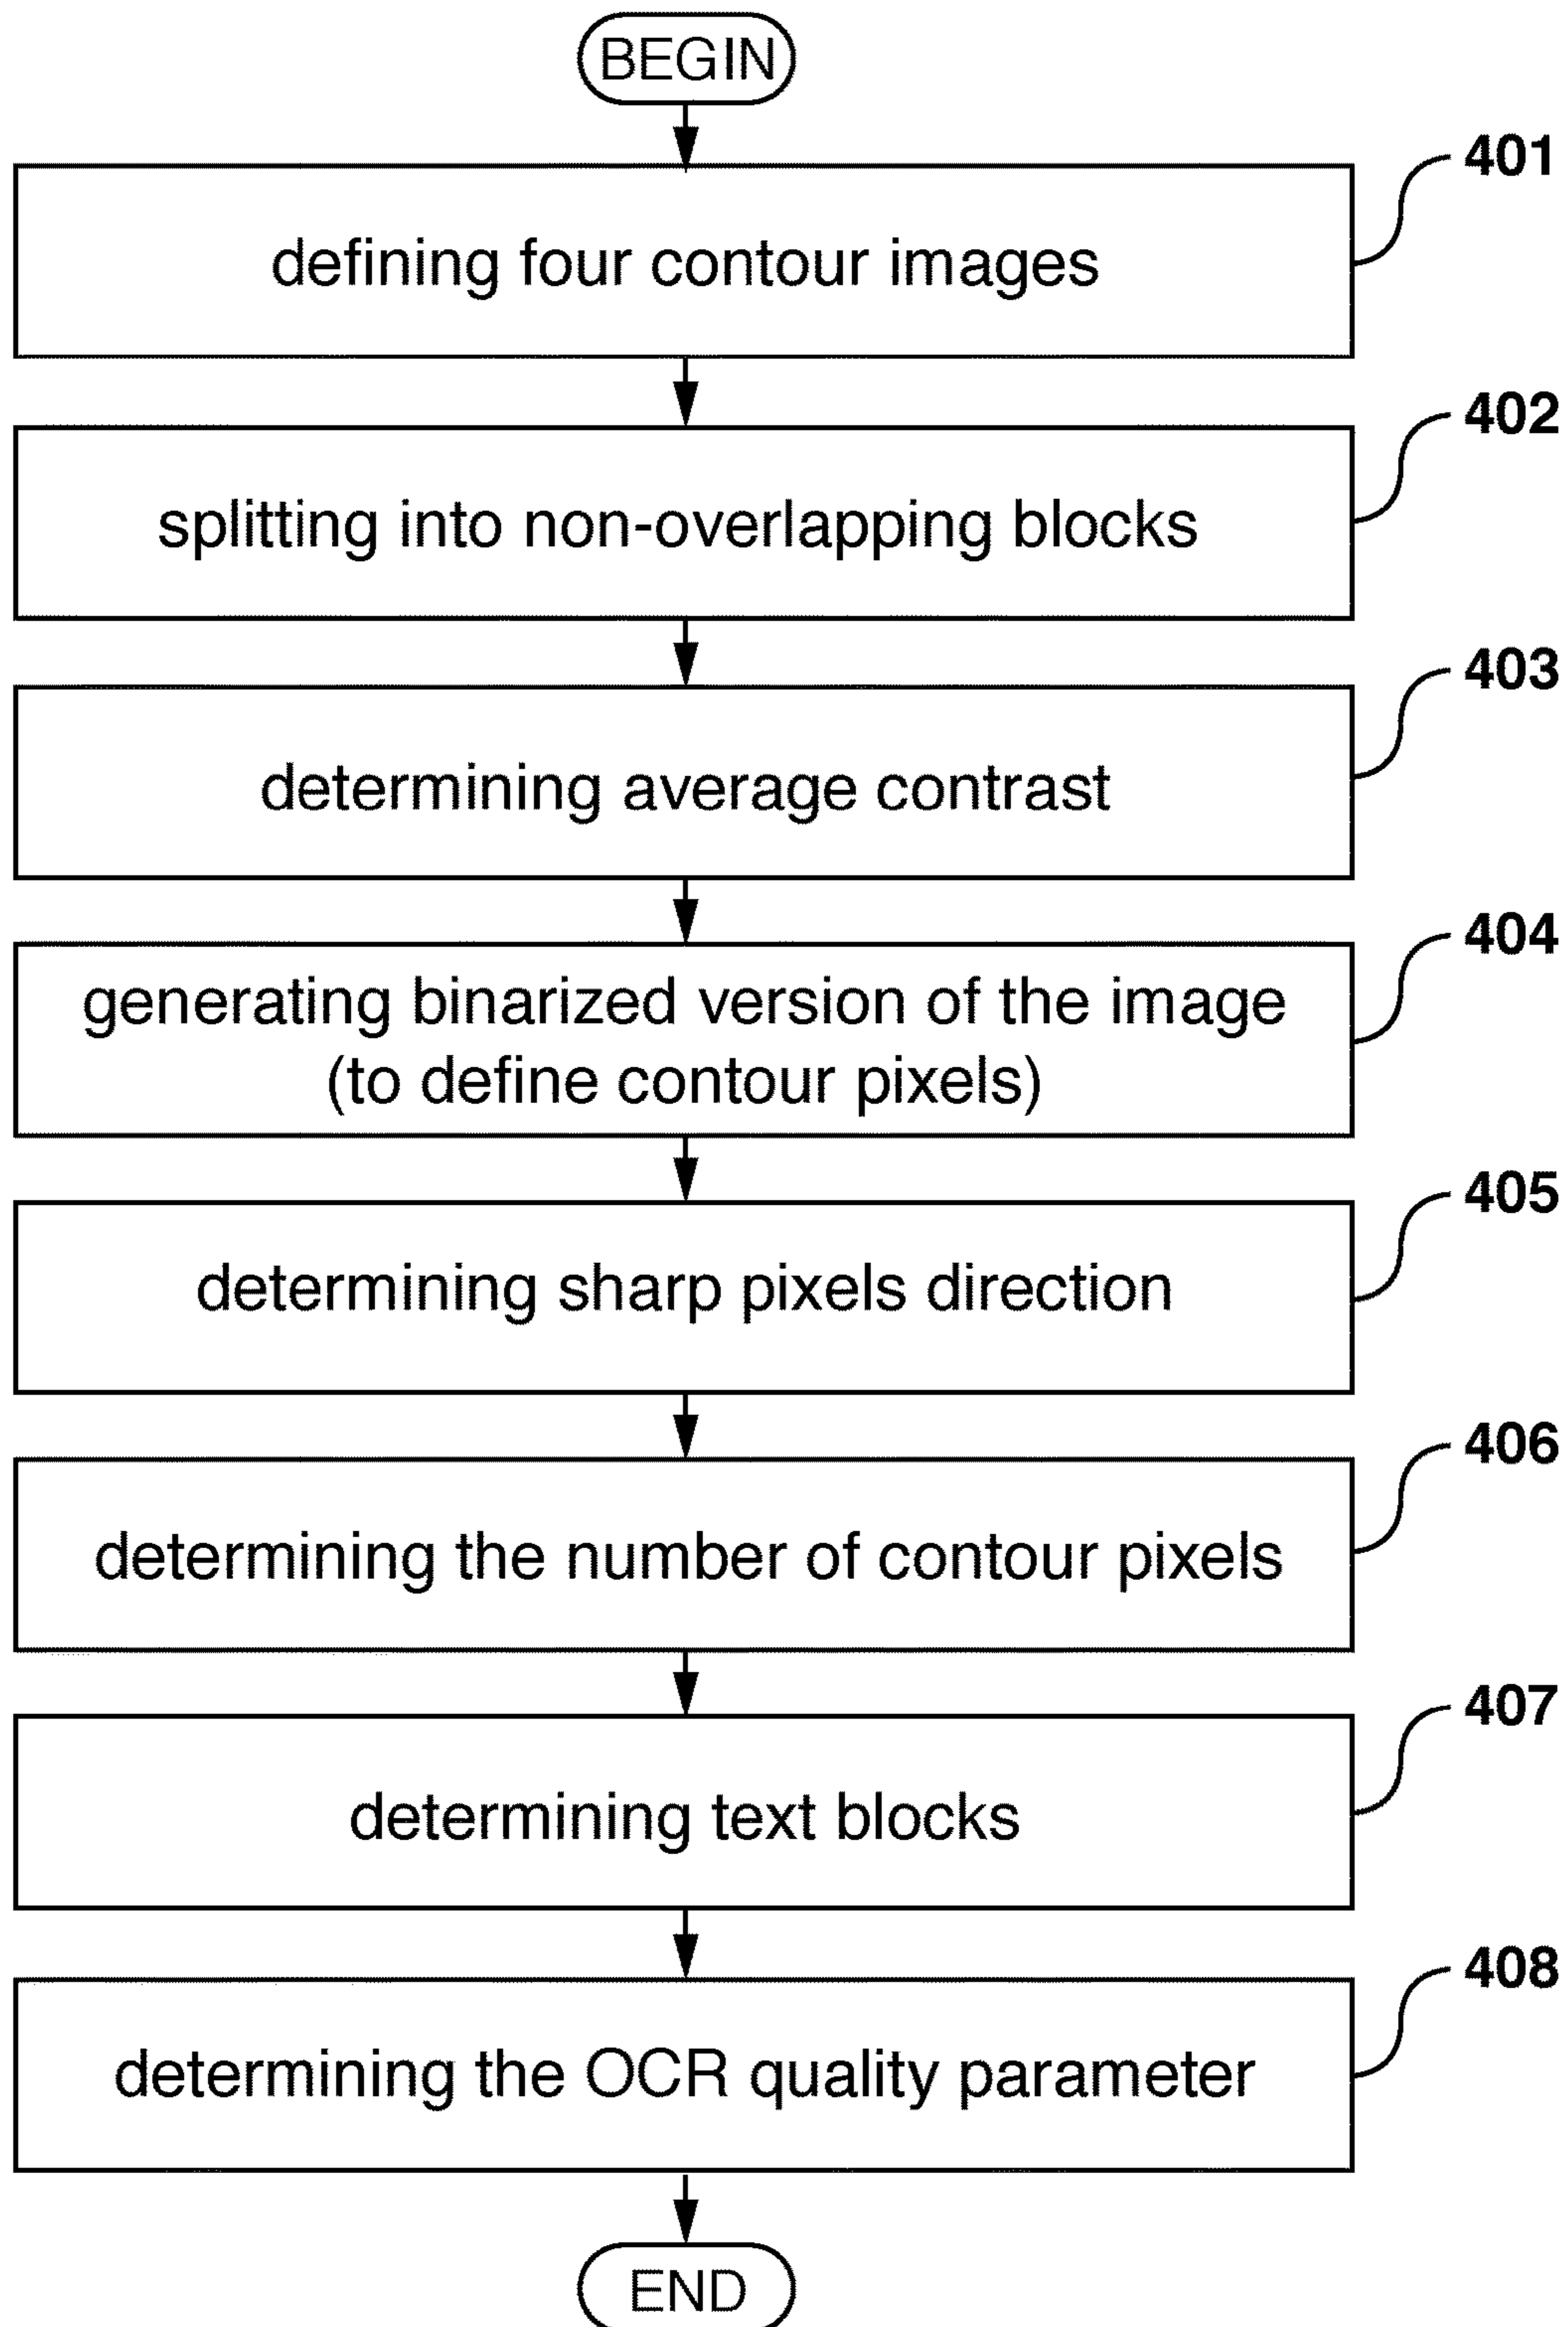 BEGIN
401
defining four contour images
402
splitting into non-overlapping blocks
403
determining average contrast
404
generating binarized version of the image
(to define contour pixels)
405
determining sharp pixels direction
406
determining the number of contour pixels
407
determining text blocks
408
determining the OCR quality parameter
END